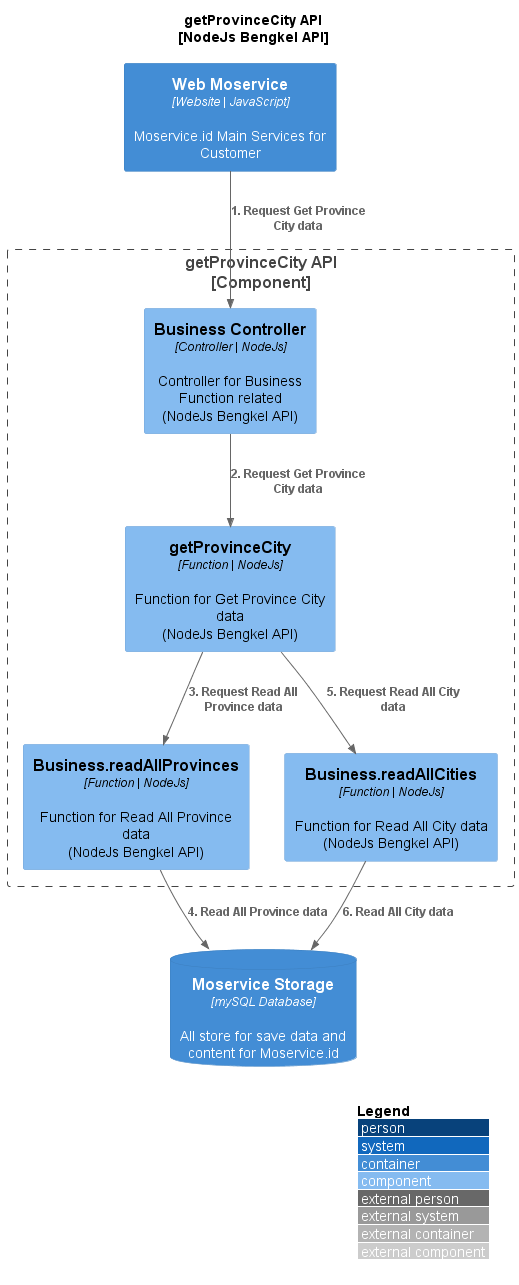 getProvinceCity API
[NodeJs Bengkel API]
Web Moservice
[Website | JavaScript]
Moservice.id Main Services for
Customer
1. Request Get Province
City data
getProvinceCity API
[Component]
Business Controller
[Controller | NodeJs]
Controller for Business
Function related
(NodeJs Bengkel API)
2. Request Get Province
City data
getProvinceCity
[Function | NodeJs]
Function for Get Province City
data
(NodeJs Bengkel API)
3. Request Read All
Province data
5. Request Read All City
data
Business.readAllProvinces
[Function | NodeJs]
Function for Read All Province
data
(NodeJs Bengkel API)
Business.readAllCities
[Function | NodeJs]
Function for Read All City data
(NodeJs Bengkel API)
4. Read All Province data
6. Read All City data
Moservice Storage
[mySQL Database]
All store for save data and
content for Moservice.id
Legend
person
system
container
component
external person
external system
external container
external component